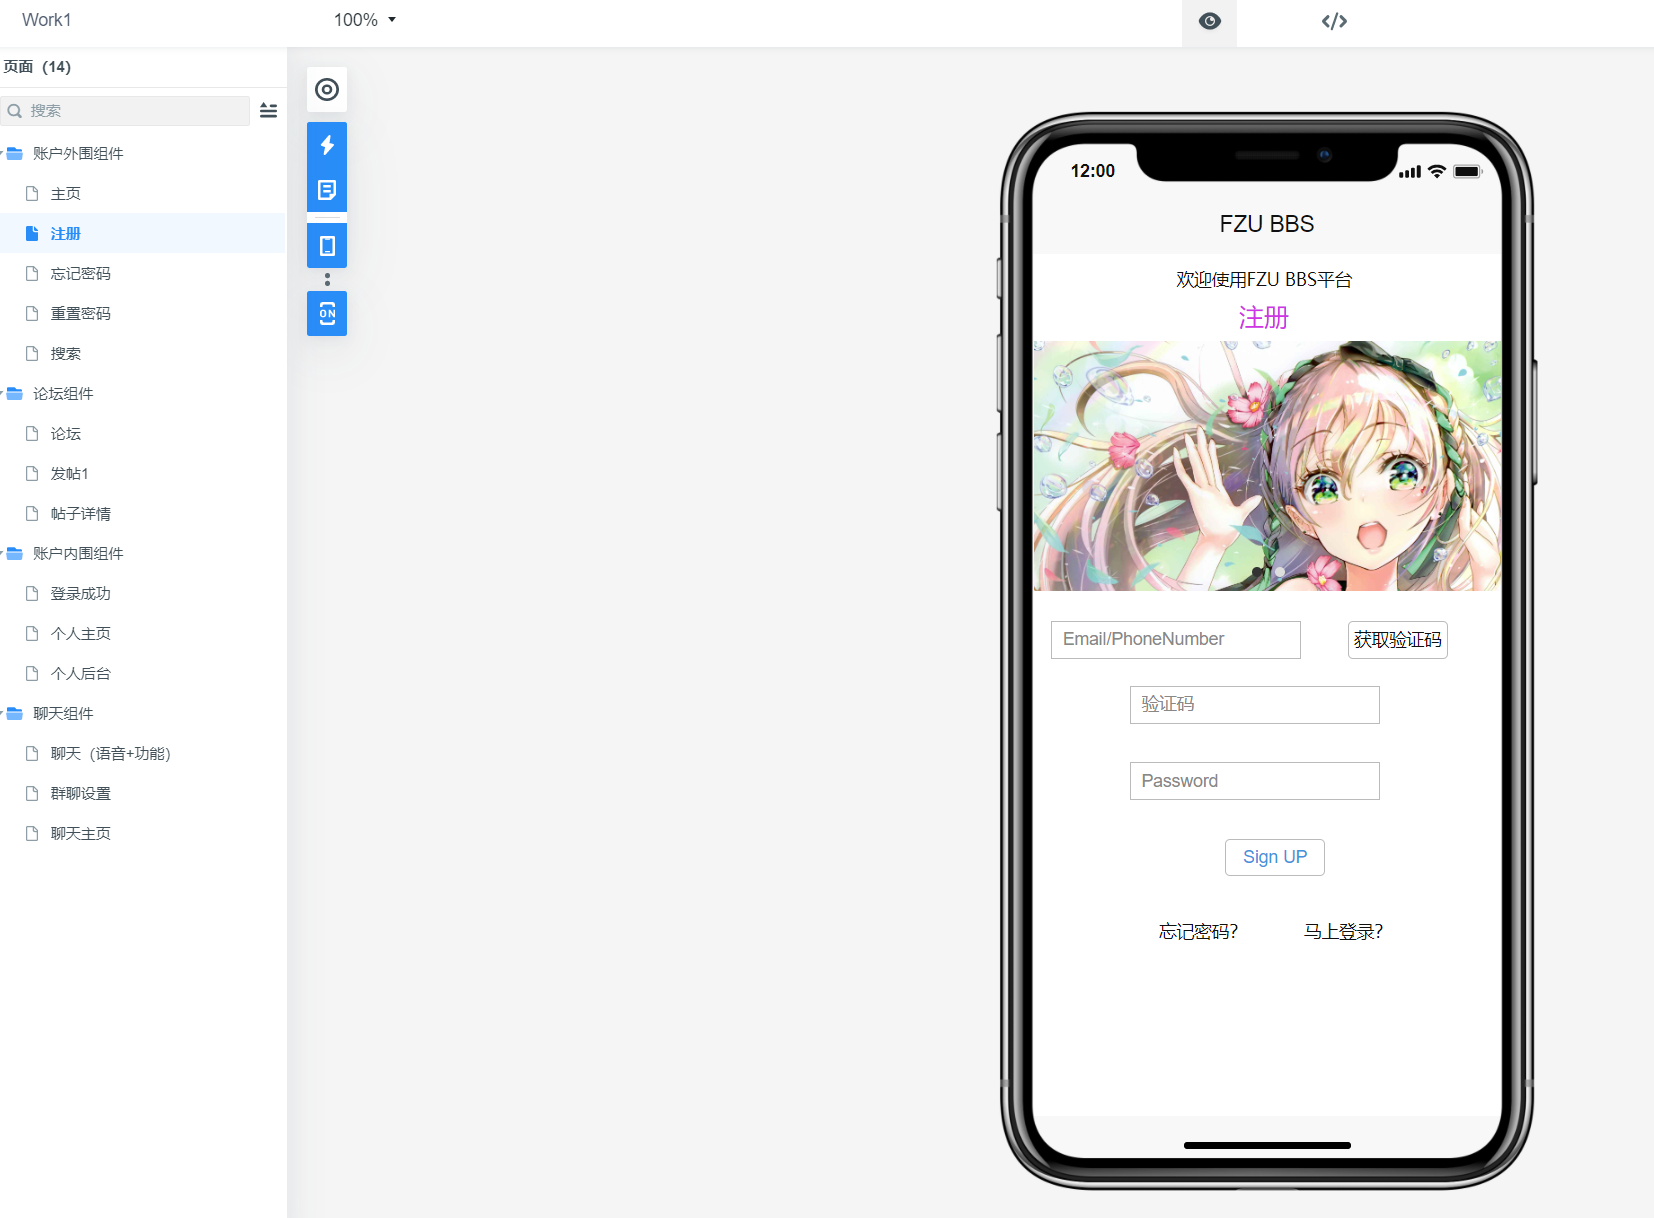 Work1
100%
页面（14）
搜索
账户外围组件
主页
注册
忘记密码
重置密码
搜索
论坛组件
论坛
发帖1
帖子详情
账户内围组件
登录成功
个人主页
个人后台
聊天组件
聊天（语音+功能）
群聊设置
聊天主页
ON
12:00
FZU BBS
欢迎使用FZU BBS平台
注册
Email/PhoneNumber
获取验证码
验证码
Password
Sign UP
忘记密码?
马上登录?